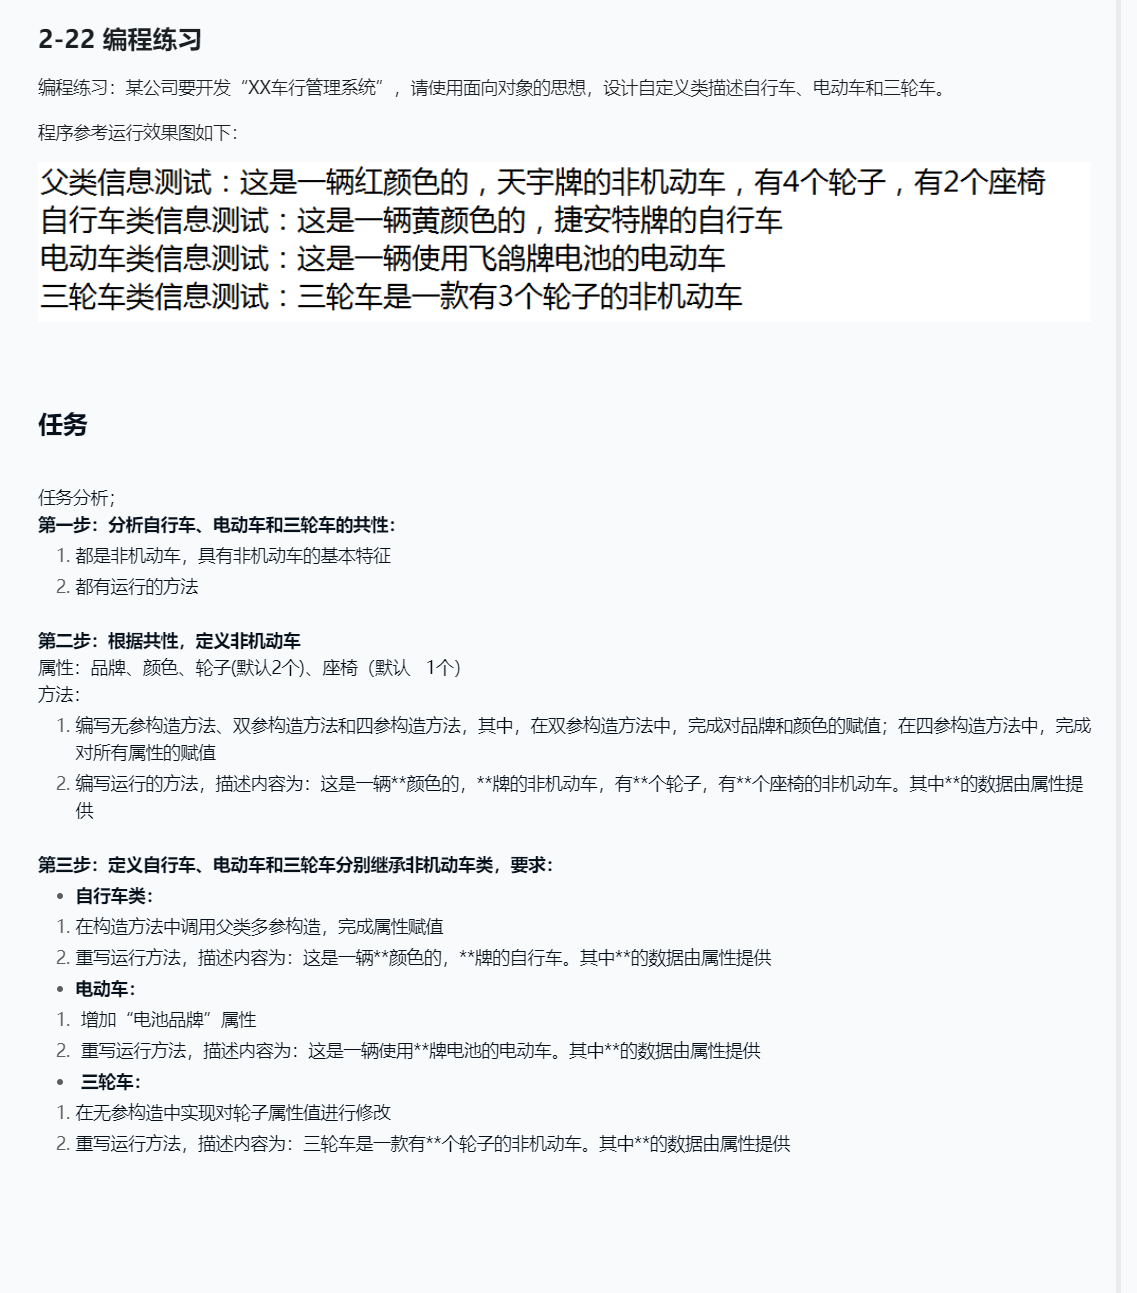 2-22 编程练习
编程练习：某公司要开发“XX车行管理系统”，请使用面向对象的思想，设计自定义类描述自行车、电动车和三轮车。
程序参考运行效果图如下：
父类信息测试：这是一辆红颜色的，天宇牌的非机动车，有4个轮子，有2个座椅
自行车类信息测试：这是一辆黄颜色的，捷安特牌的自行车
电动车类信息测试：这是一辆使用飞鸽牌电池的电动车
三轮车类信息测试：三轮车是一款有3个轮子的非机动车
任务
任务分析；
第一步：分析自行车、电动车和三轮车的共性：
1. 都是非机动车，具有非机动车的基本特征
2. 都有运行的方法
第二步：根据共性，定义非机动车
属性：品牌、颜色、轮子(默认2个)、座椅（默认 1个）
方法：
1. 编写无参构造方法、双参构造方法和四参构造方法，其中，在双参构造方法中，完成对品牌和颜色的赋值；在四参构造方法中，完成
对所有属性的赋值
2. 编写运行的方法，描述内容为：这是一辆**颜色的，**牌的非机动车，有**个轮子，有**个座椅的非机动车。其中**的数据由属性提
供
第三步：定义自行车、电动车和三轮车分别继承非机动车类，要求：
• 自行车类：
1. 在构造方法中调用父类多参构造，完成属性赋值
2. 重写运行方法，描述内容为：这是一辆**颜色的，**牌的自行车。其中**的数据由属性提供
• 电动车：
1. 增加“电池品牌”属性
2. 重写运行方法，描述内容为：这是一辆使用**牌电池的电动车。其中**的数据由属性提供
• 三轮车：
1. 在无参构造中实现对轮子属性值进行修改
2. 重写运行方法，描述内容为：三轮车是一款有**个轮子的非机动车。其中**的数据由属性提供